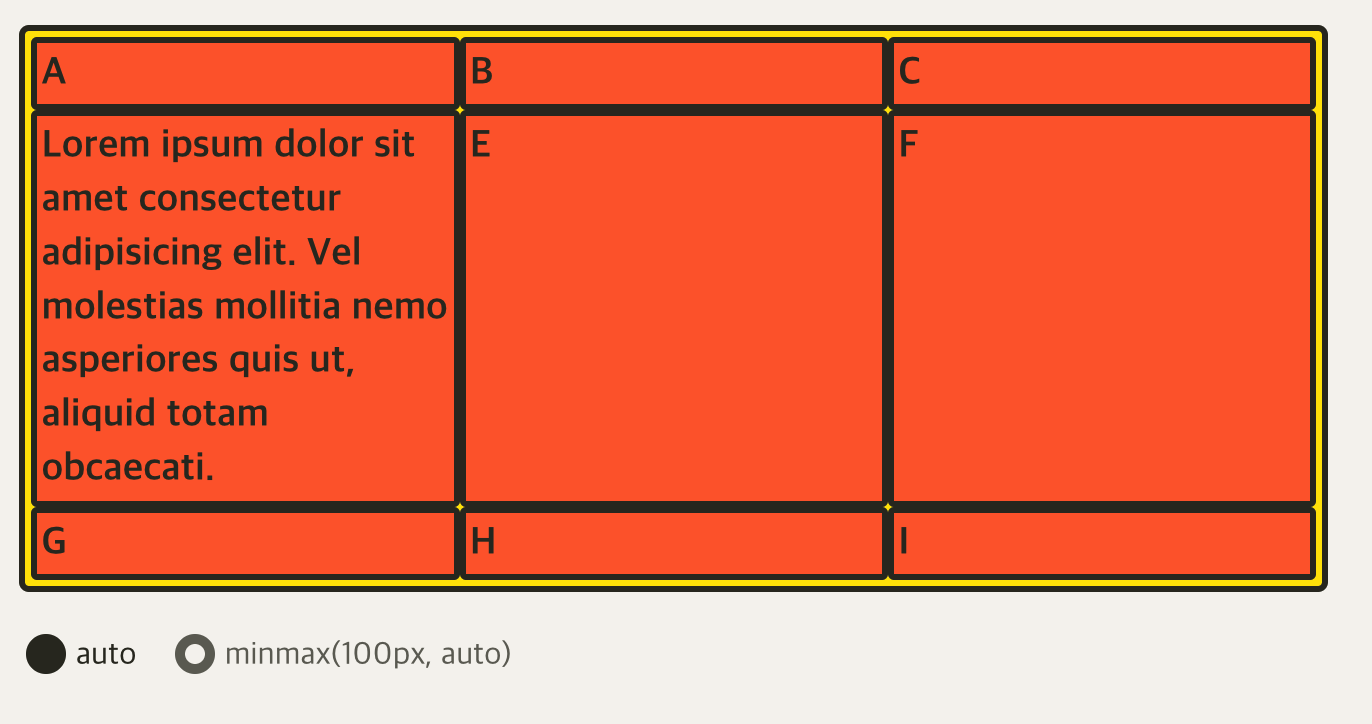 A
B
C
Lorem ipsum dolor sit
amet consectetur
adipisicing elit. Vel
molestias mollitia nemo
asperiores quis ut,
aliquid totam
obcaecati.
E
F
G
H
I
auto
minmax(100px, auto)